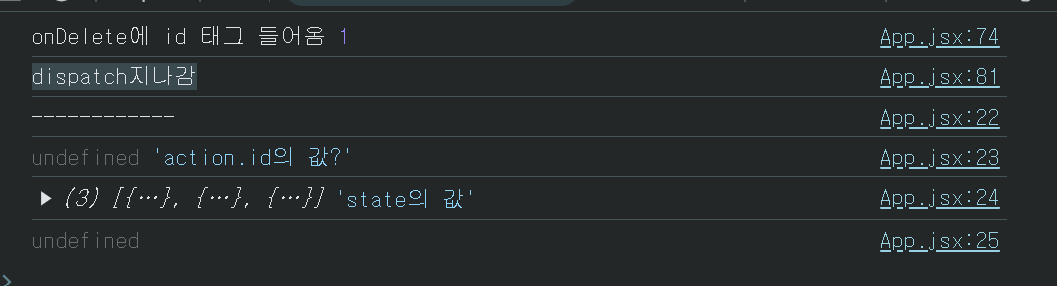 onDelete에 id 태그 들어옴 1 App.jsx:74
dispatch지나감 App.jsx:81
------------ App.jsx:22
undefined 'action.id의 값?' App.jsx:23
▶ (3) [{…}, {…}, {…}] 'state의 값' App.jsx:24
undefined App.jsx:25
>